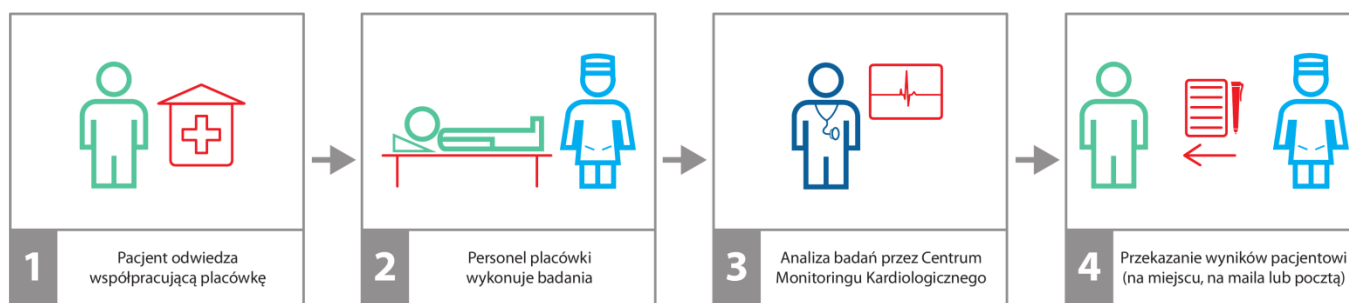 1
Pacjent odwiedza
współpracującą placówkę
2
Personel placówki
wykonuje badania
3
Analiza badań przez Centrum
Monitoringu Kardiologicznego
4
Przekazanie wyników pacjentowi
(na miejscu, na maila lub pocztą)